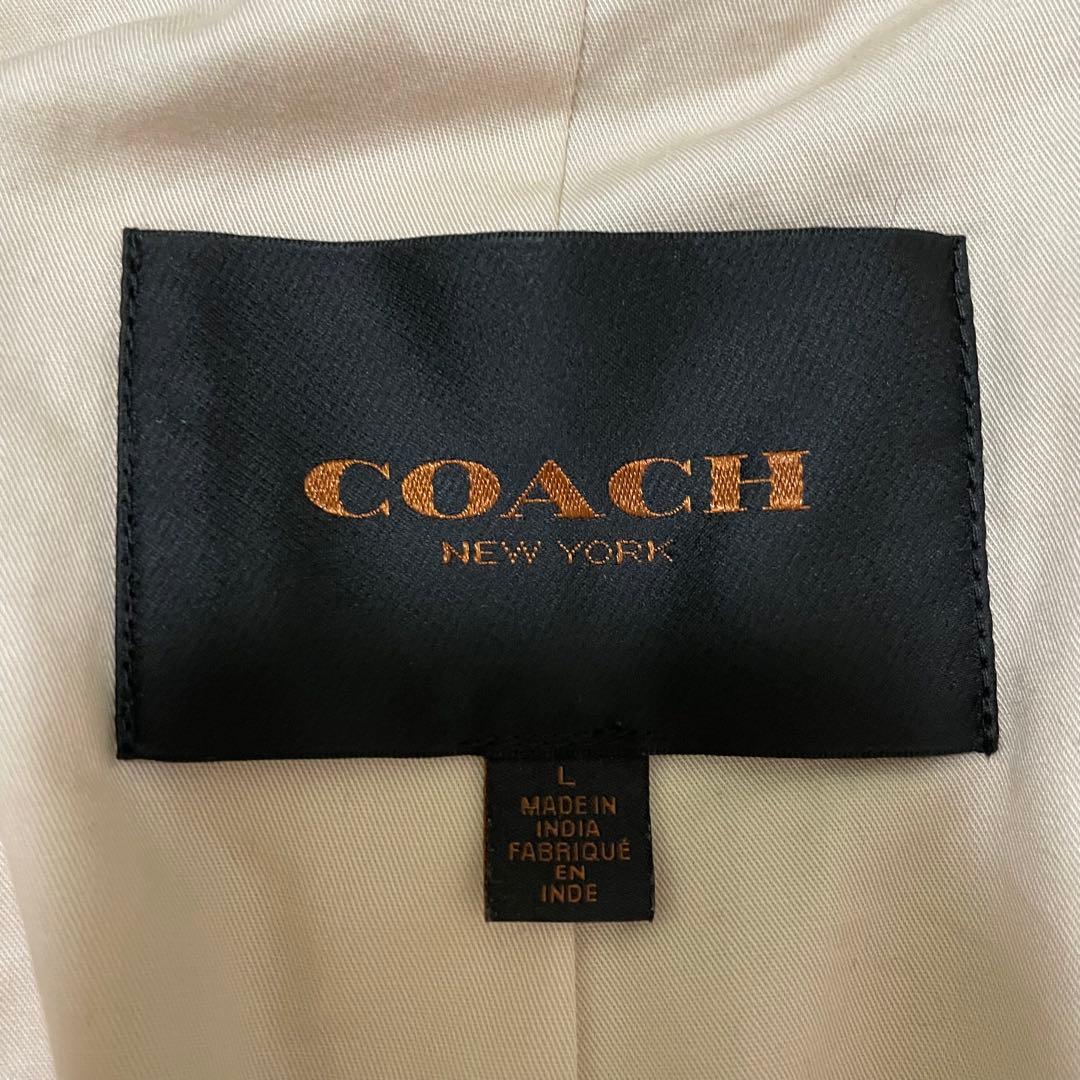 COACH
NEW YORK
L
MADE IN
INDIA
FABRIQUÉ
EN
INDE